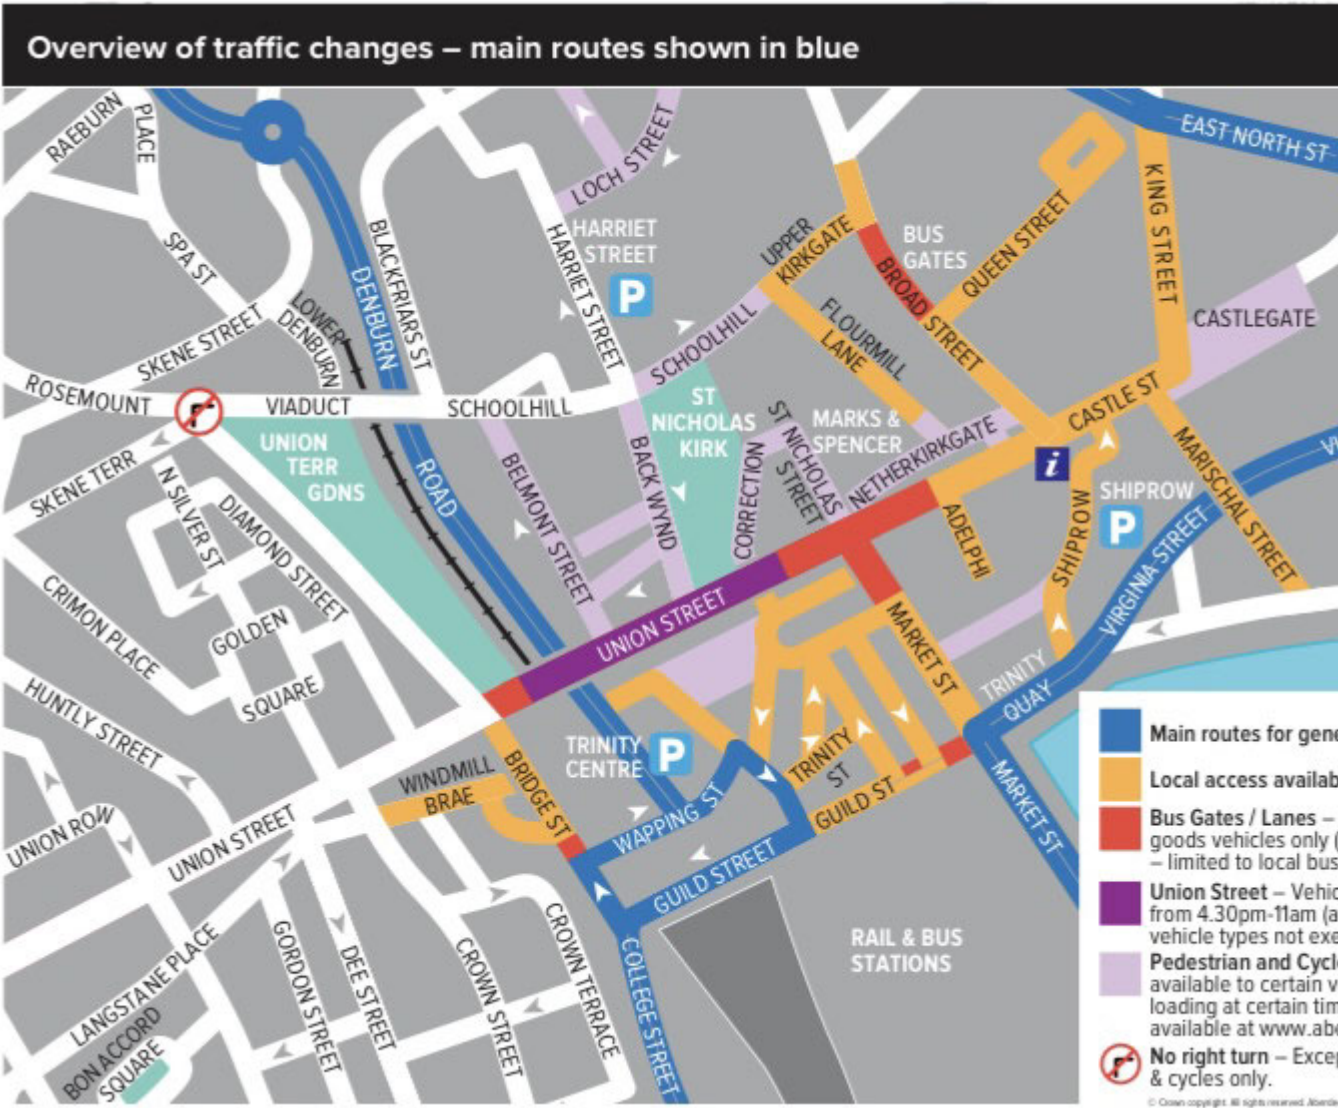 Overview of traffic changes – main routes shown in blue
RAEBURN
PLACE
SPA ST
SKENE STREET
LOWER
DENBURN
DENBURN
ROAD
BLACKFRIARS ST
HARRIET STREET
LOCH STREET
HARRIET
STREET
P
UPPER
KIRKGATE
BUS
GATES
BROAD STREET
QUEEN STREET
EAST NORTH ST
KING STREET
CASTLEGATE
FLOURMILL
LANE
SCHOOLHILL
ROSEMOUNT
VIADUCT
SCHOOLHILL
UNION
TERR
GDNS
ST
NICHOLAS
KIRK
BACK WYND
BELMONT STREET
CORRECTION
ST NICHOLAS
STREET
MARKS &
SPENCER
NETHERKIRKGATE
CASTLE ST
i
ADELPHI
SHIPROW
SHIPROW
P
MARISCHAL STREET
VIRGINIA STREET
VI
SKENE TERR
N SILVER ST
DIAMOND STREET
GOLDEN
SQUARE
CRIMON PLACE
HUNTLY STREET
UNION ROW
UNION STREET
UNION STREET
MARKET ST
TRINITY
QUAY
MARKET ST
TRINITY
CENTRE
P
TRINITY
ST
WINDMILL
BRAE
BRIDGE ST
WAPPING ST
GUILD ST
GUILD STREET
COLLEGE STREET
RAIL & BUS
STATIONS
LANGSTANE PLACE
GORDON STREET
DEE STREET
CROWN STREET
CROWN TERRACE
BON ACCORD
SQUARE
Main routes for gene
Local access availab
Bus Gates / Lanes –
goods vehicles only (
– limited to local bus
Union Street – Vehic
from 4.30pm-11am (a
vehicle types not exe
Pedestrian and Cycl
available to certain v
loading at certain tim
available at www.abe
No right turn – Excep
& cycles only.
© Crown copyright. All rights reserved. Aberde